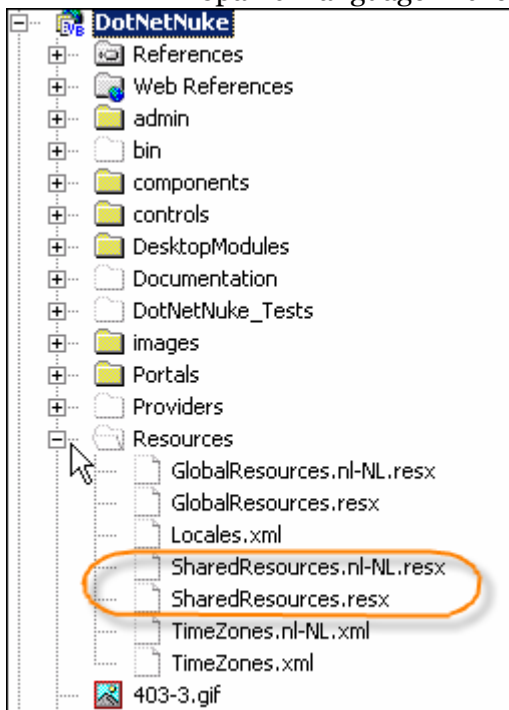 DotNetNuke
References
Web References
admin
bin
components
controls
DesktopModules
Documentation
DotNetNuke_Tests
images
Portals
Providers
Resources
GlobalResources.nl-NL.resx
GlobalResources.resx
Locales.xml
SharedResources.nl-NL.resx
SharedResources.resx
TimeZones.nl-NL.xml
TimeZones.xml
403-3.gif